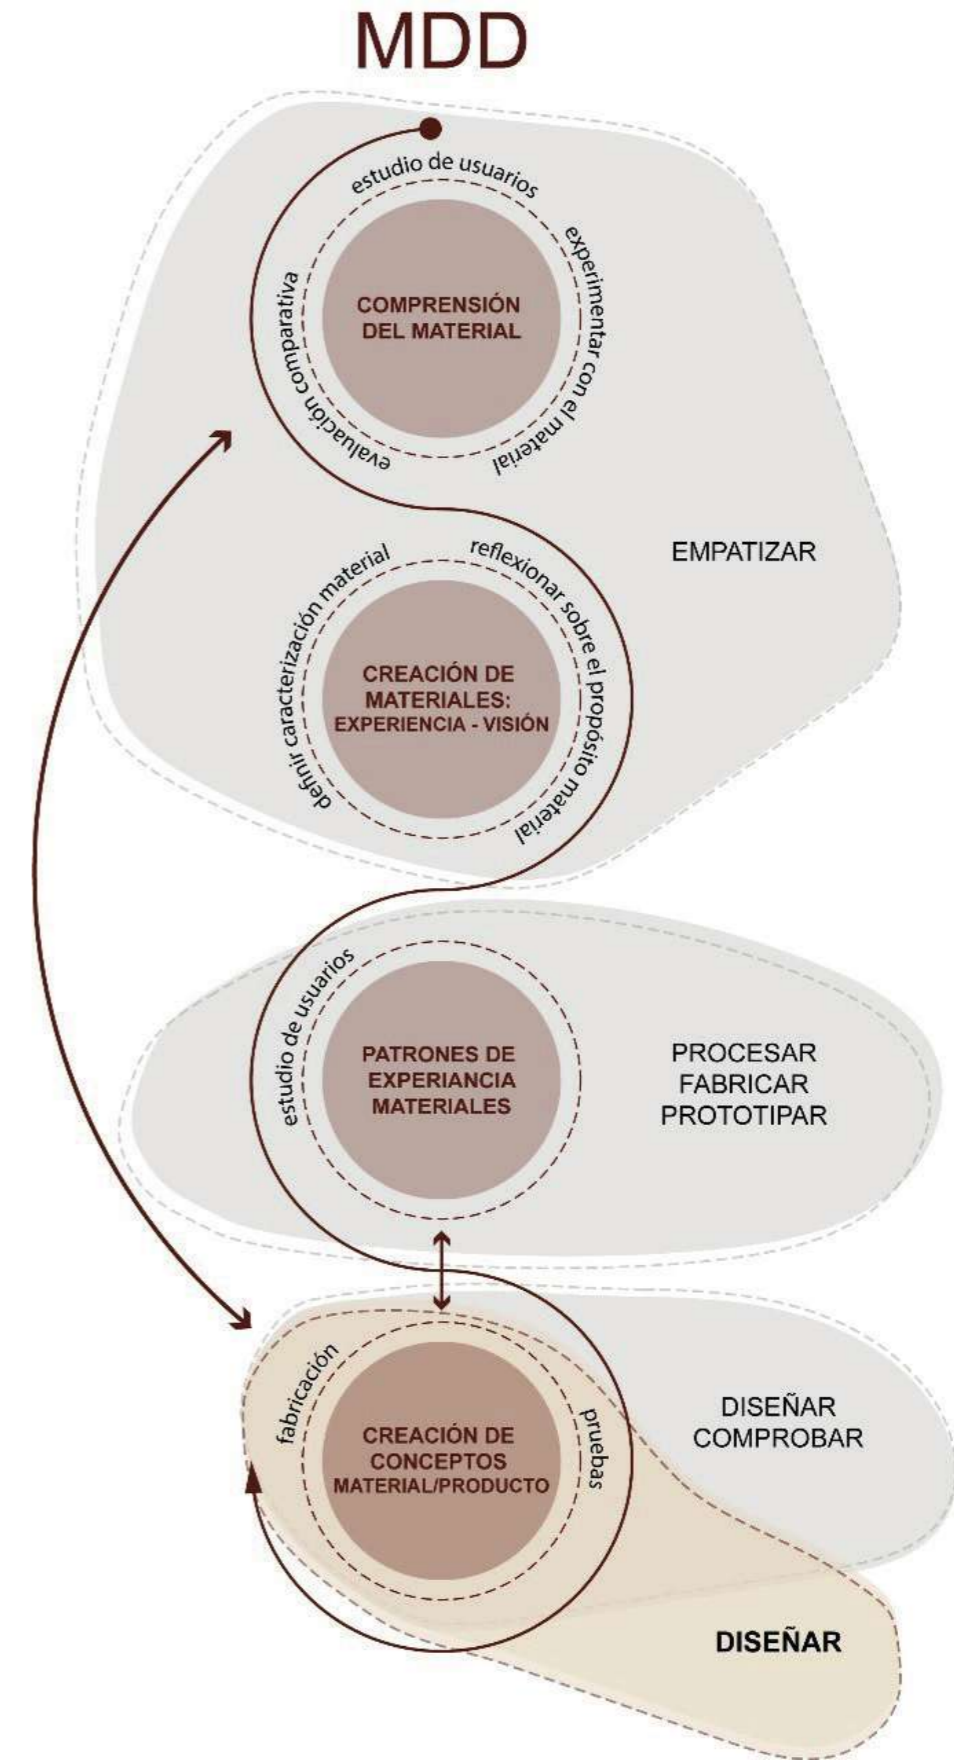 MDD
estudio de usuarios
experimentar con el material
evaluación comparativa
COMPRENSIÓN
DEL MATERIAL
EMPATIZAR
definir caracterización material
reflexionar sobre el propósito material
CREACIÓN DE
MATERIALES:
EXPERIENCIA - VISIÓN
estudio de usuarios
PATRONES DE
EXPERIANCIA
MATERIALES
PROCESAR
FABRICAR
PROTOTIPAR
fabricación
pruebas
CREACIÓN DE
CONCEPTOS
MATERIAL/PRODUCTO
DISEÑAR
COMPROBAR
DISEÑAR